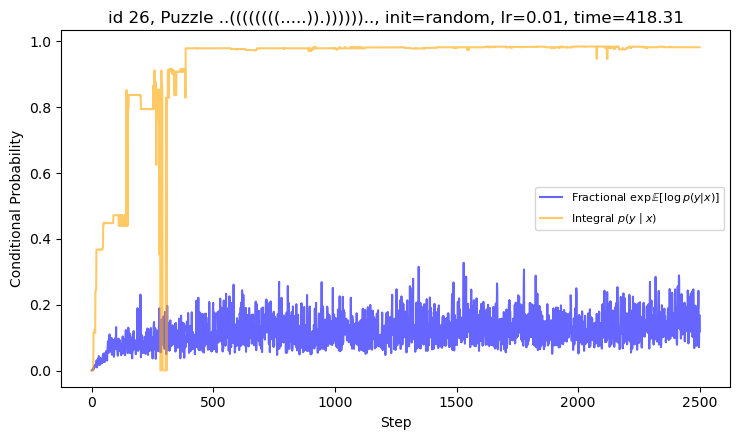 id 26, Puzzle ..((((((((.....)).)))))).., init=random, lr=0.01, time=418.31
1.0
0.8
0.6
0.4
0.2
0.0
Conditional Probability
Fractional exp𝔼[log p(y|x)]
Integral p(y | x)
0 500 1000 1500 2000 2500
Step